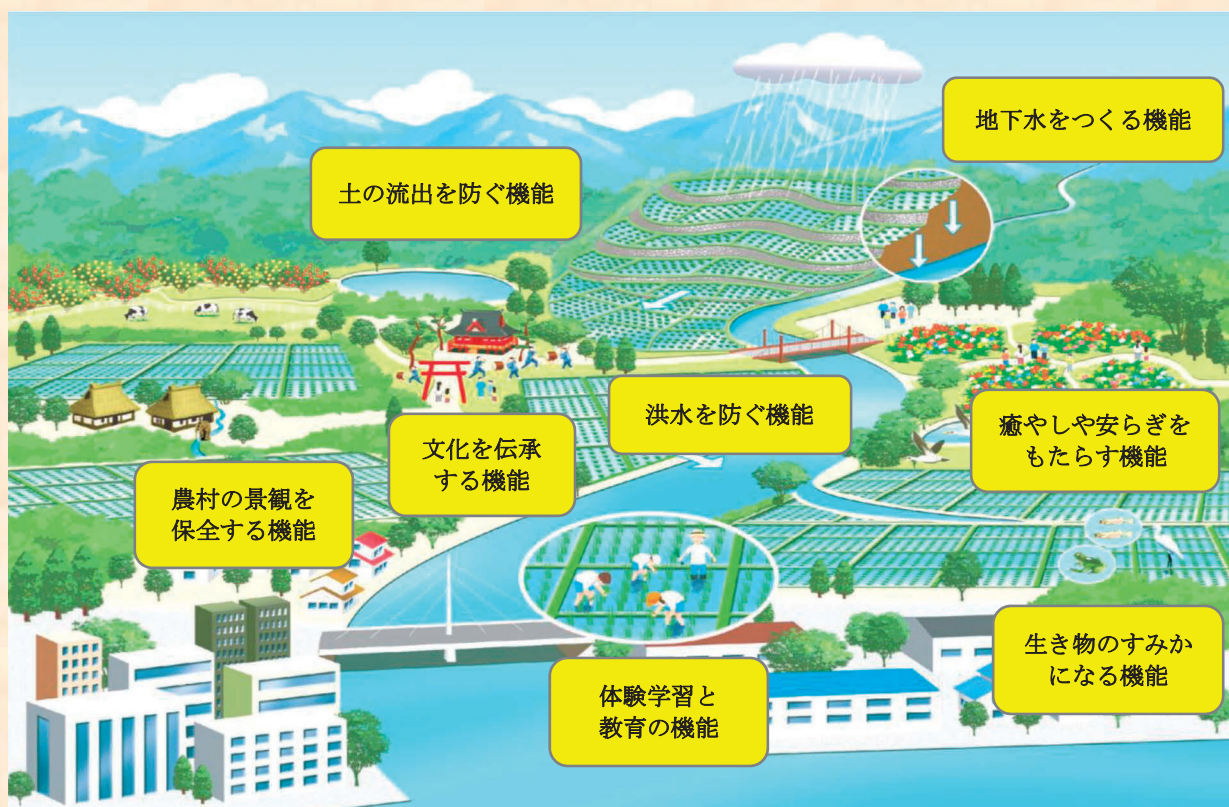 地下水をつくる機能
土の流出を防ぐ機能
洪水を防ぐ機能
癒やしや安らぎを
もたらす機能
文化を伝承
する機能
農村の景観を
保全する機能
生き物のすみか
になる機能
体験学習と
教育の機能